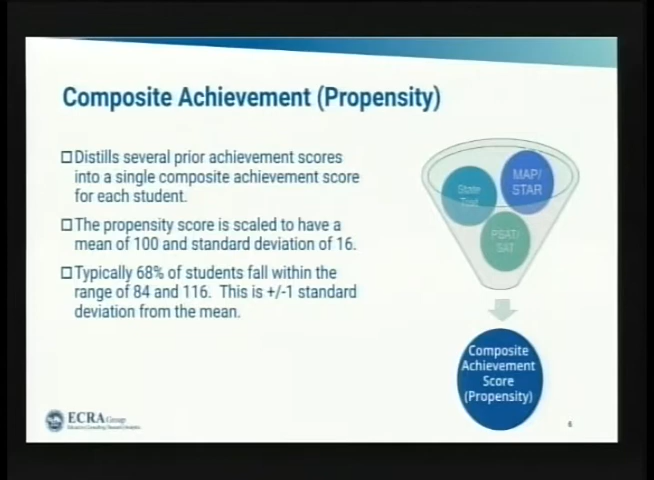 Composite Achievement (Propensity)
Distills several prior achievement scores
into a single composite achievement score
for each student.
The propensity score is scaled to have a
mean of 100 and standard deviation of 16.
Typically 68% of students fall within the
range of 84 and 116. This is +/-1 standard
deviation from the mean.
MAP/
STAR
State
Test
PSAT/
SAT
Composite
Achievement
Score
(Propensity)
ECRA Group
6